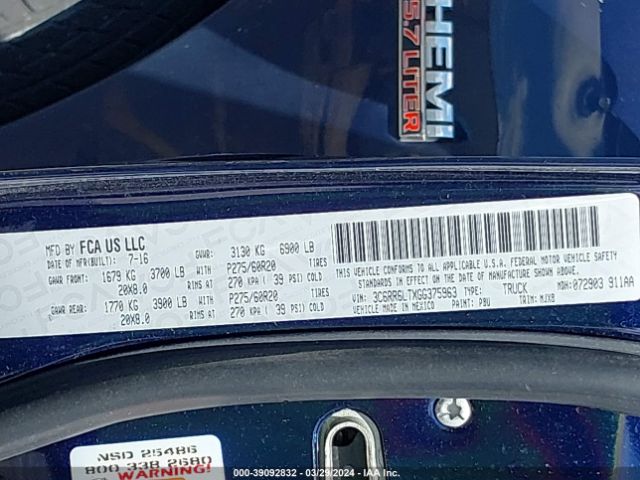 HEMI
5.7 LITER
MFD BY FCA US LLC
DATE OF MFR(BUILT): 7-16 GVWR: 3130 KG 6900 LB
GAWR FRONT: 1679 KG 3700 LB P275/60R20 TIRES
20X8.0 RIMS AT 270 KPA ( 39 PSI) COLD
GAWR REAR: 1770 KG 3900 LB P275/60R20 TIRES
20X8.0 RIMS AT 270 KPA ( 39 PSI) COLD
THIS VEHICLE CONFORMS TO ALL APPLICABLE U.S.A. FEDERAL MOTOR VEHICLE SAFETY
STANDARDS IN EFFECT ON THE DATE OF MANUFACTURE SHOWN ABOVE.
VIN: 3C6RR6LTXGG375963 TYPE: TRUCK MDH:072903 911AA
VEHICLE MADE IN MEXICO PAINT: PBU TRIM: MJX8
NSD 25486
800 338 2680
WARNING!
000-39092832 - 03/29/2024 - IAA Inc.